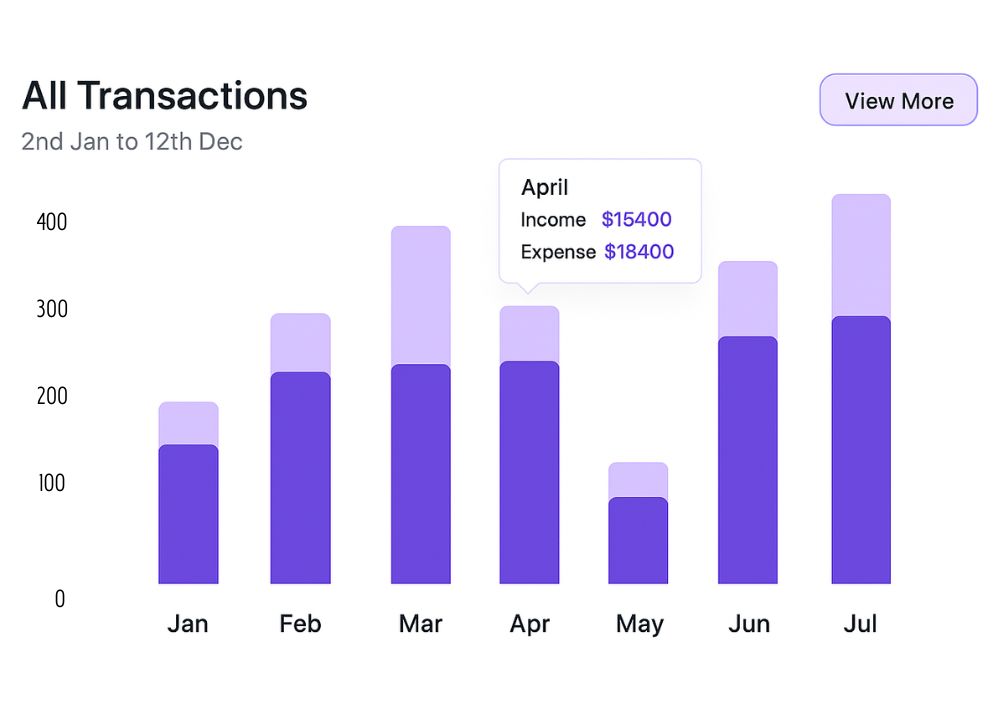 All Transactions
View More
2nd Jan to 12th Dec
April
Income $15400
Expense $18400
400
300
200
100
0
Jan Feb Mar Apr May Jun Jul